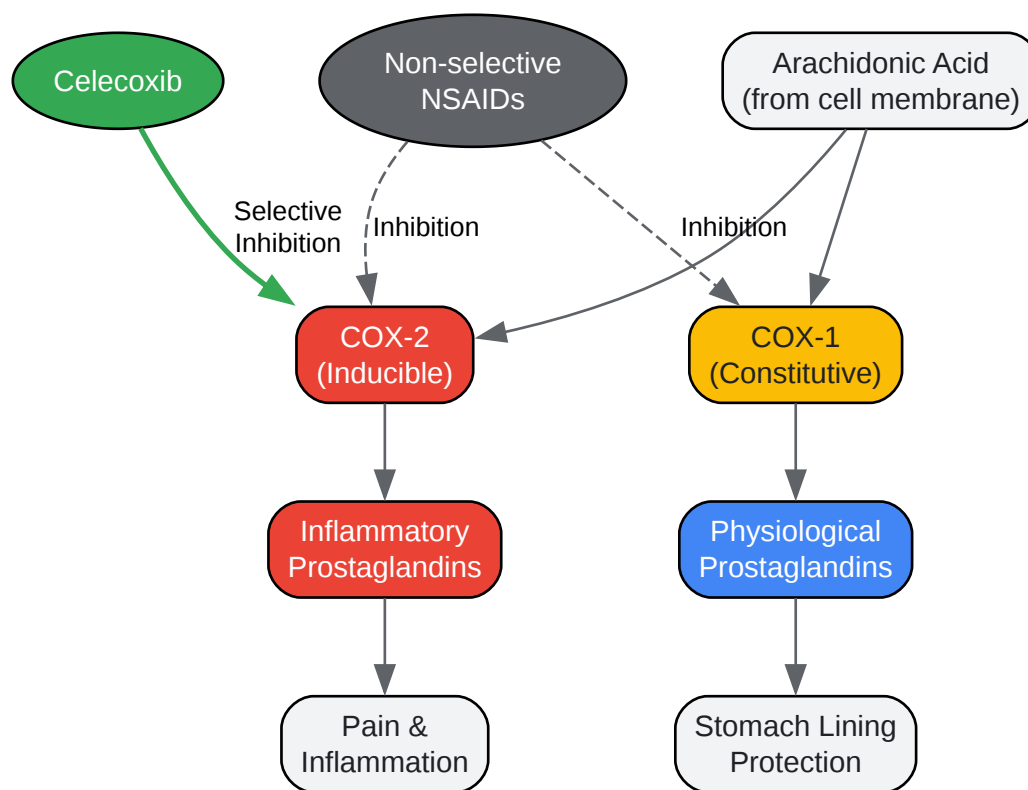 Celecoxib
Non-selective
NSAIDs
Arachidonic Acid
(from cell membrane)
Selective
Inhibition
Inhibition
Inhibition
COX-2
(Inducible)
COX-1
(Constitutive)
Inflammatory
Prostaglandins
Physiological
Prostaglandins
Pain &
Inflammation
Stomach Lining
Protection